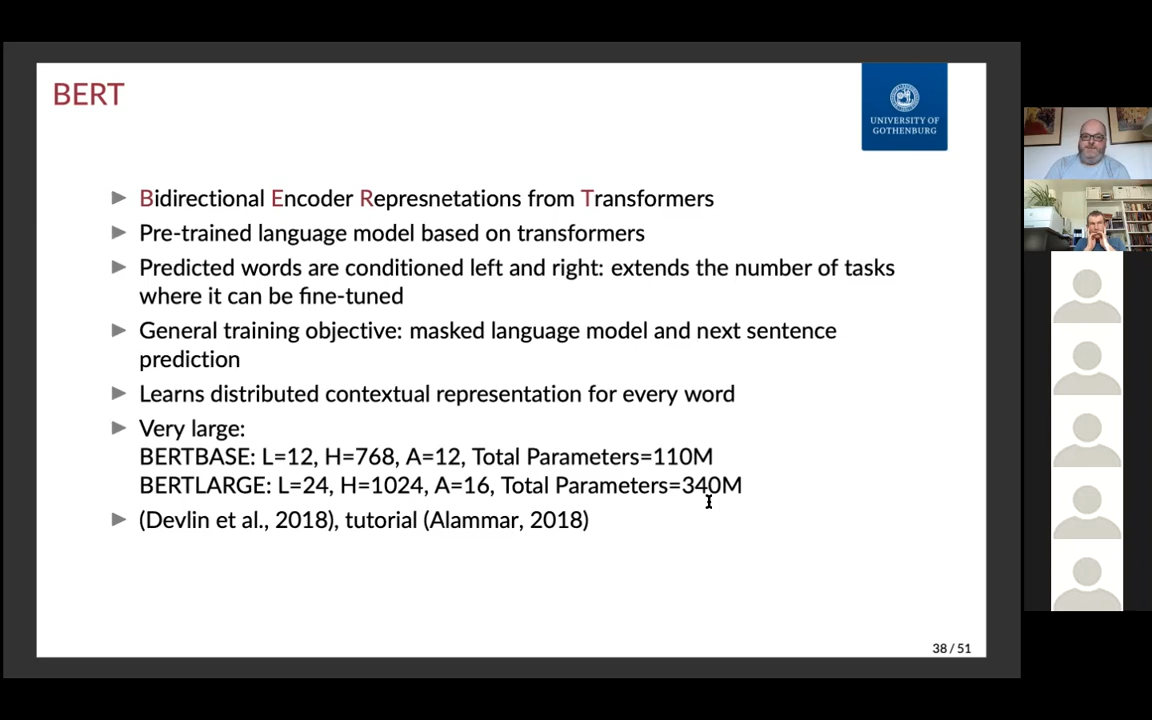 BERT
UNIVERSITY OF
GOTHENBURG
Bidirectional Encoder Represnetations from Transformers
Pre-trained language model based on transformers
Predicted words are conditioned left and right: extends the number of tasks
where it can be fine-tuned
General training objective: masked language model and next sentence
prediction
Learns distributed contextual representation for every word
Very large:
BERTBASE: L=12, H=768, A=12, Total Parameters=110M
BERTLARGE: L=24, H=1024, A=16, Total Parameters=340M
(Devlin et al., 2018), tutorial (Alammar, 2018)
38 / 51